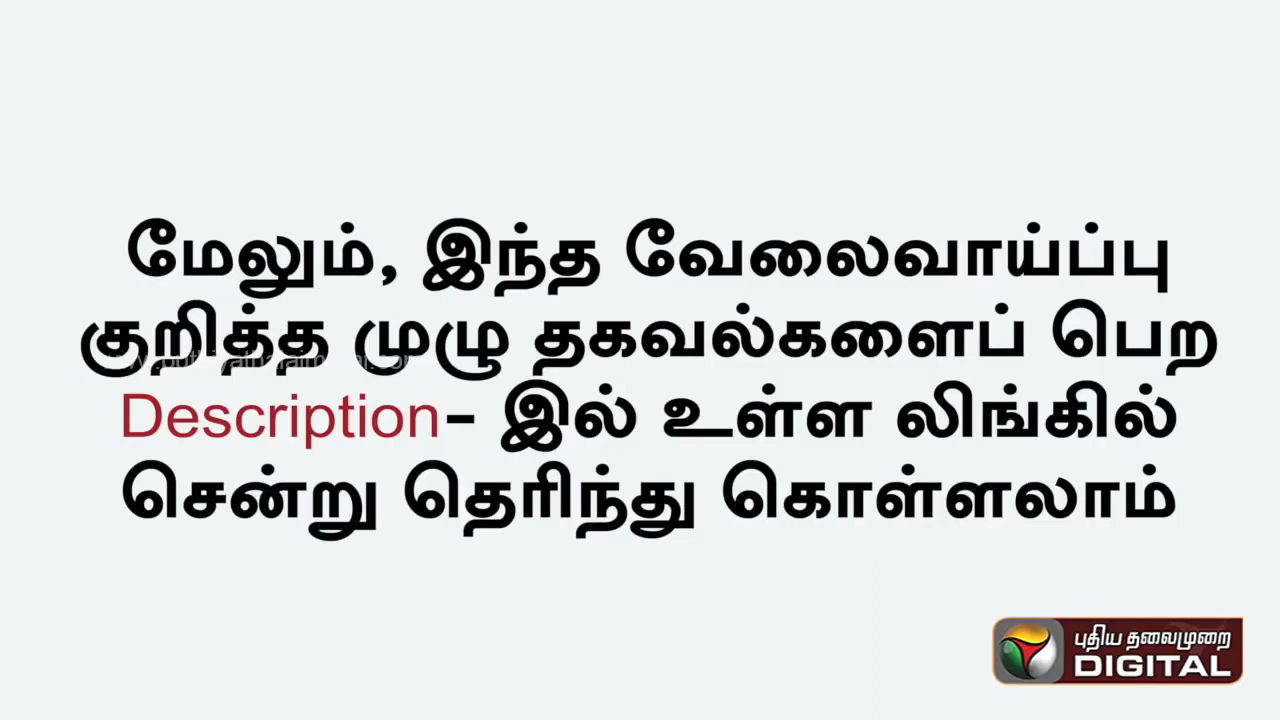 மேலும், இந்த வேலைவாய்ப்பு
குறித்த முழு தகவல்களைப் பெற
Description- இல் உள்ள லிங்கில்
சென்று தெரிந்து கொள்ளலாம்
புதிய தலைமுறை
DIGITAL